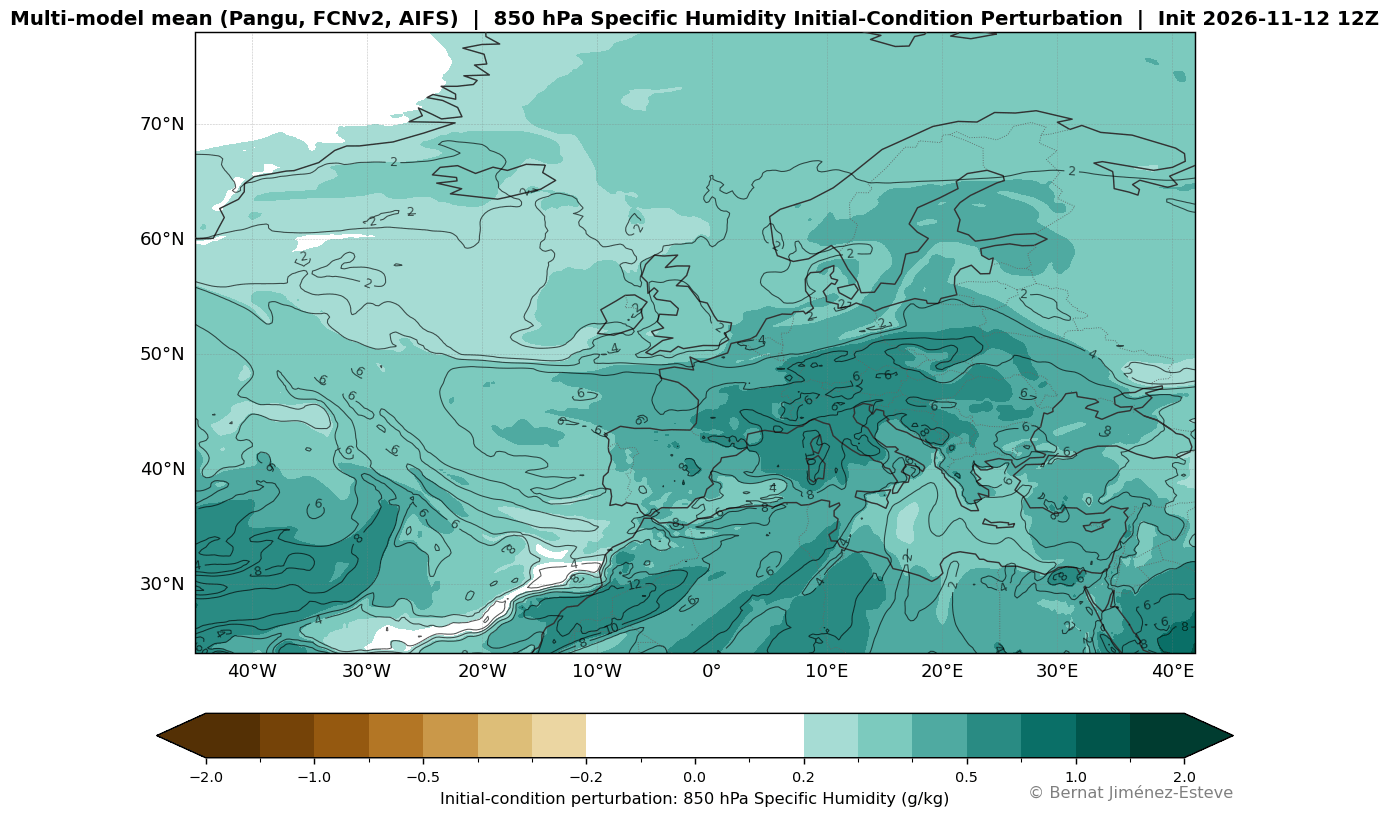 Multi-model mean (Pangu, FCNv2, AIFS) | 850 hPa Specific Humidity Initial-Condition Perturbation | Init 2026-11-12 12Z
70°N
60°N
50°N
40°N
30°N
40°W 30°W 20°W 10°W 0° 10°E 20°E 30°E 40°E
−2.0 −1.0 −0.5 −0.2 0.0 0.2 0.5 1.0 2.0
Initial-condition perturbation: 850 hPa Specific Humidity (g/kg)
© Bernat Jiménez-Esteve